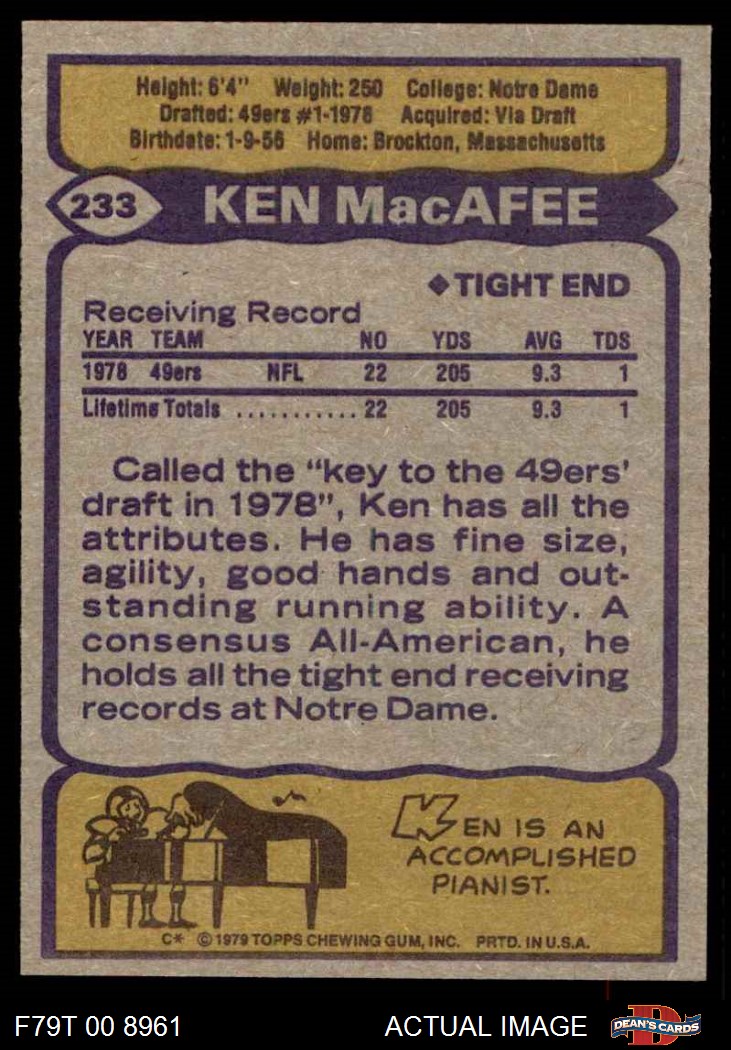 Height: 6'4" Weight: 250 College: Notre Dame
Drafted: 49ers #1-1978 Acquired: Via Draft
Birthdate: 1-9-56 Home: Brockton, Massachusetts
233 KEN MacAFEE
◆TIGHT END
Receiving Record
YEAR TEAM NO YDS AVG TDS
1978 49ers NFL 22 205 9.3 1
Lifetime Totals ........... 22 205 9.3 1
Called the "key to the 49ers'
draft in 1978", Ken has all the
attributes. He has fine size,
agility, good hands and out-
standing running ability. A
consensus All-American, he
holds all the tight end receiving
records at Notre Dame.
KEN IS AN
ACCOMPLISHED
PIANIST.
C* ©1979 TOPPS CHEWING GUM, INC. PRTD. IN U.S.A.
F79T 00 8961 ACTUAL IMAGE DEAN'S CARDS